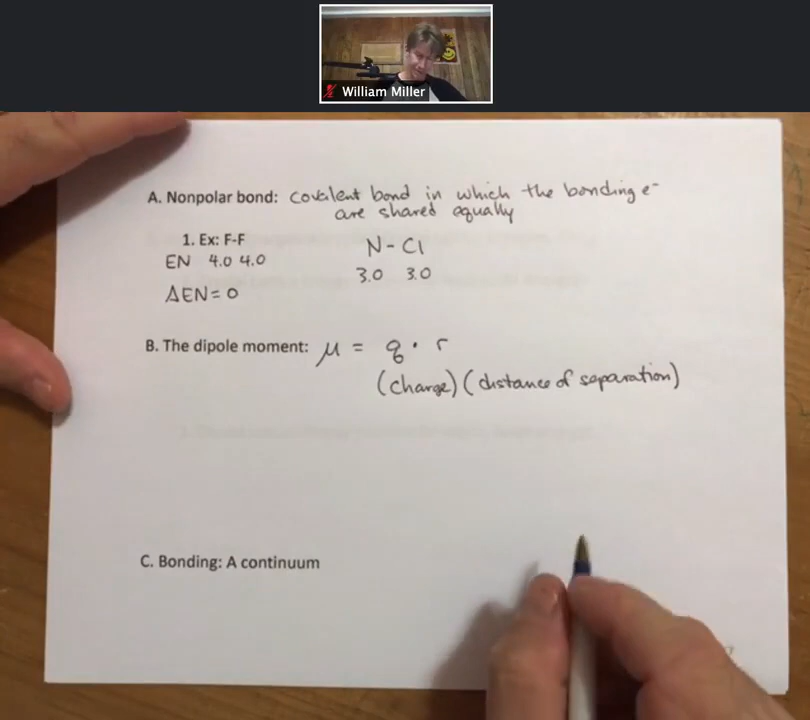 William Miller
A. Nonpolar bond: covalent bond in which the bonding e⁻
are shared equally
1. Ex: F-F
N-Cl
EN 4.0 4.0
3.0 3.0
ΔEN=0
B. The dipole moment: μ = q · r
(charge) (distance of separation)
C. Bonding: A continuum